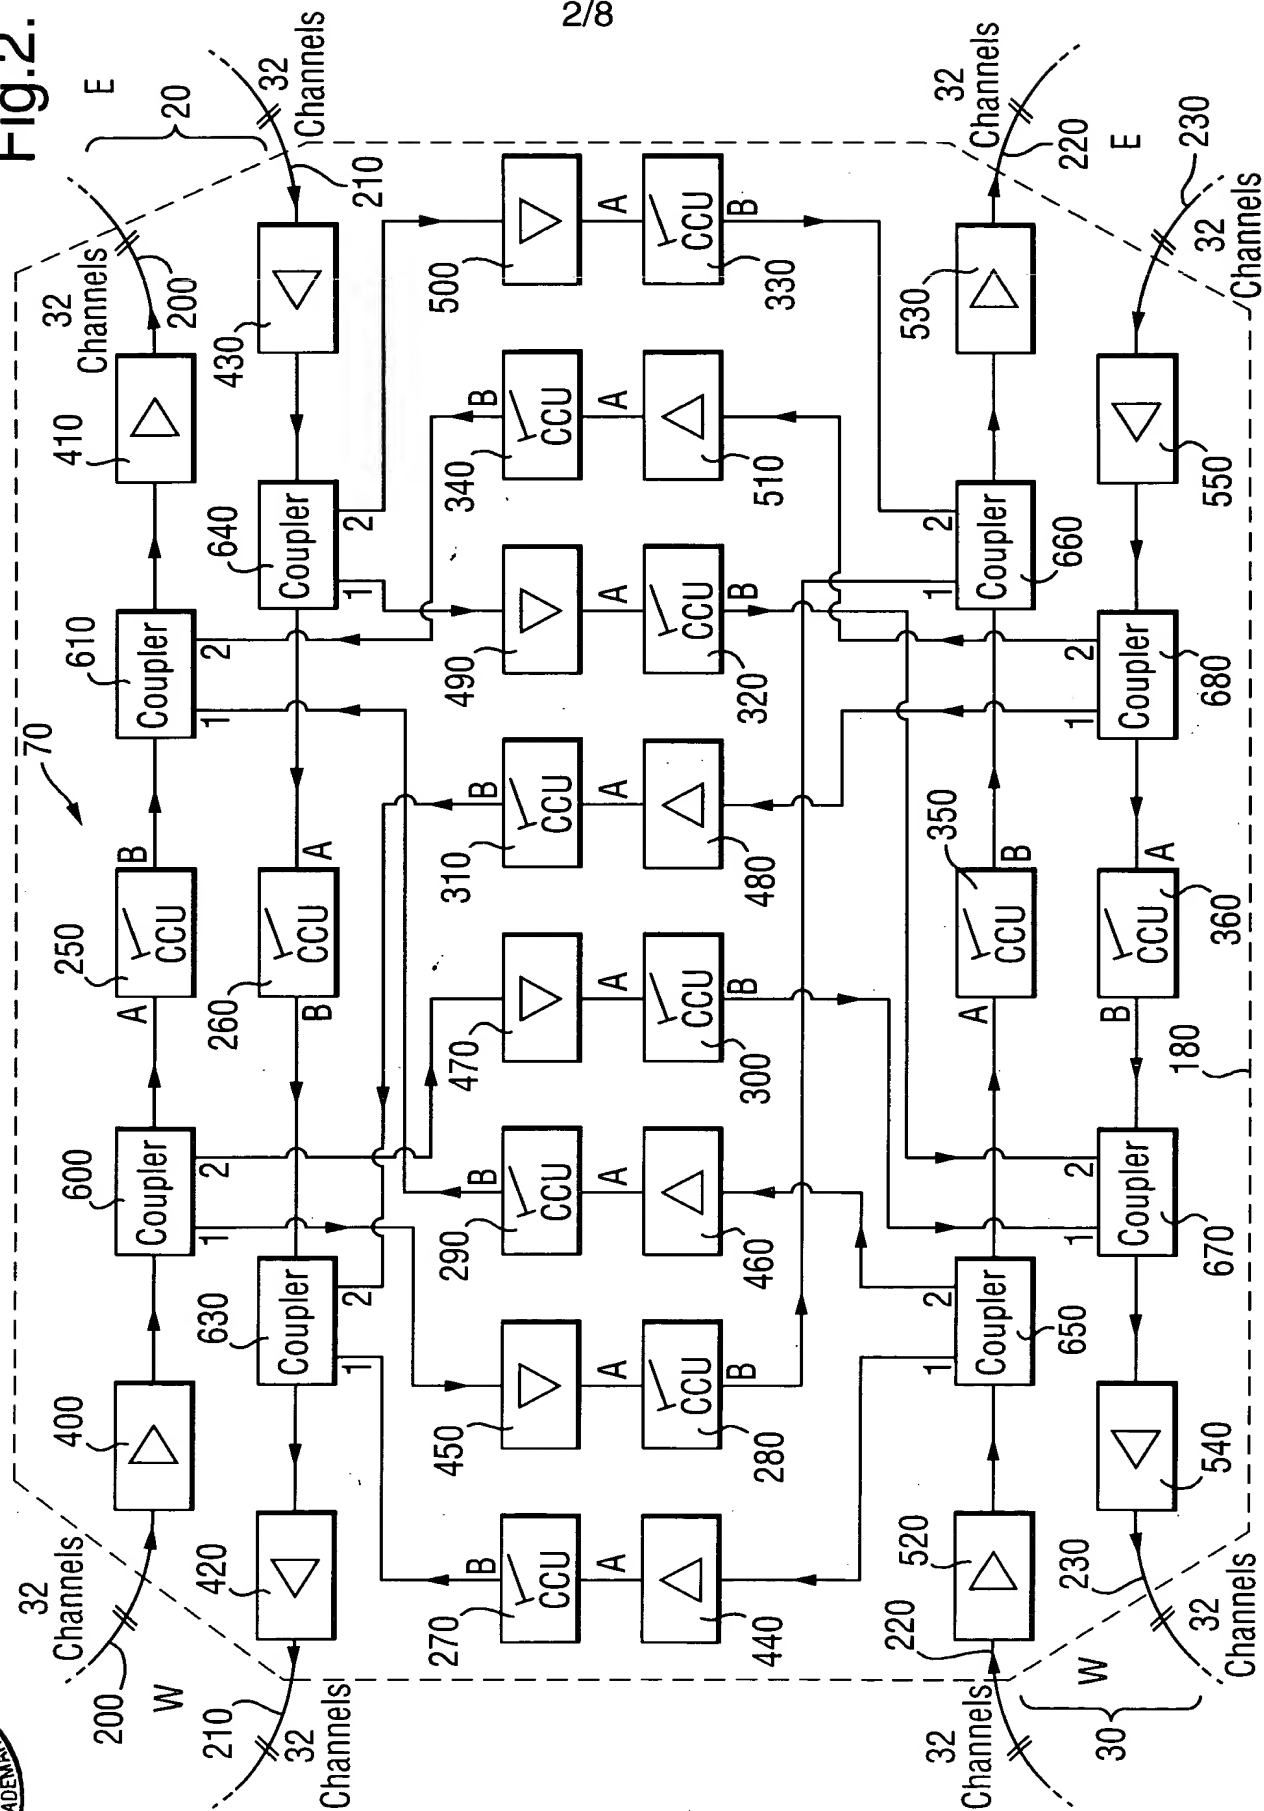 2/8
Fig.2.
ADEMAR
32
Channels
200
W
210
32
Channels
400
420
600
Coupler
1
2
630
Coupler
1
2
A
250
CCU
B
70
B
260
CCU
A
610
Coupler
1
2
640
Coupler
1
2
410
430
32
Channels
200
20
E
210
32
Channels
270
CCU
B
A
440
450
A
280
CCU
B
290
CCU
B
A
460
470
A
300
CCU
B
310
CCU
B
A
480
490
A
320
CCU
B
340
CCU
B
A
510
500
A
330
CCU
B
220
32
Channels
520
650
Coupler
1
2
A
350
CCU
B
660
Coupler
1
2
530
220
32
Channels
E
230
32
Channels
550
680
Coupler
1
2
A
360
CCU
B
180
670
Coupler
1
2
540
230
32
Channels
W
30